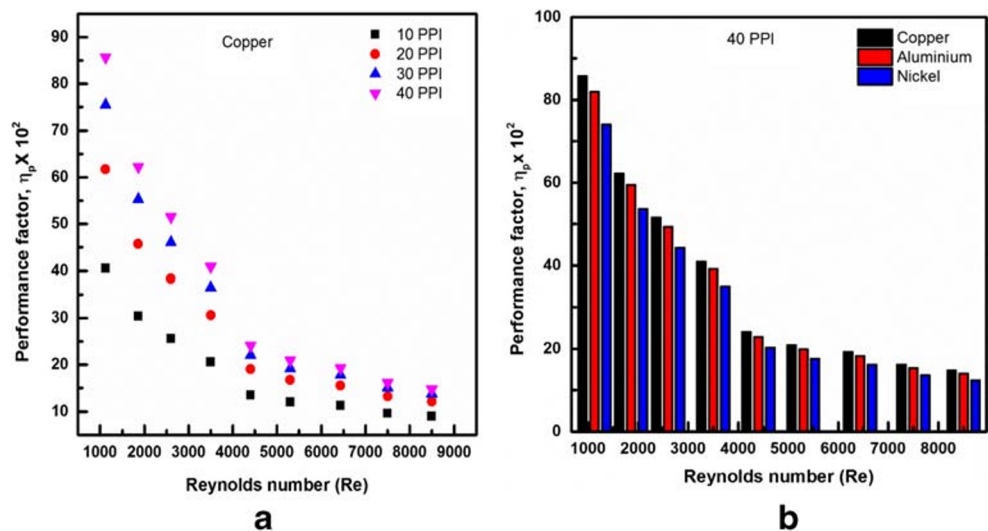 Copper
10 PPI
20 PPI
30 PPI
40 PPI
90
80
70
60
50
40
30
20
10
Performance factor, ηp X 10²
1000 2000 3000 4000 5000 6000 7000 8000 9000
Reynolds number (Re)
a
40 PPI
Copper
Aluminium
Nickel
100
80
60
40
20
0
Performance factor, ηp x 10²
1000 2000 3000 4000 5000 6000 7000 8000
Reynolds number (Re)
b